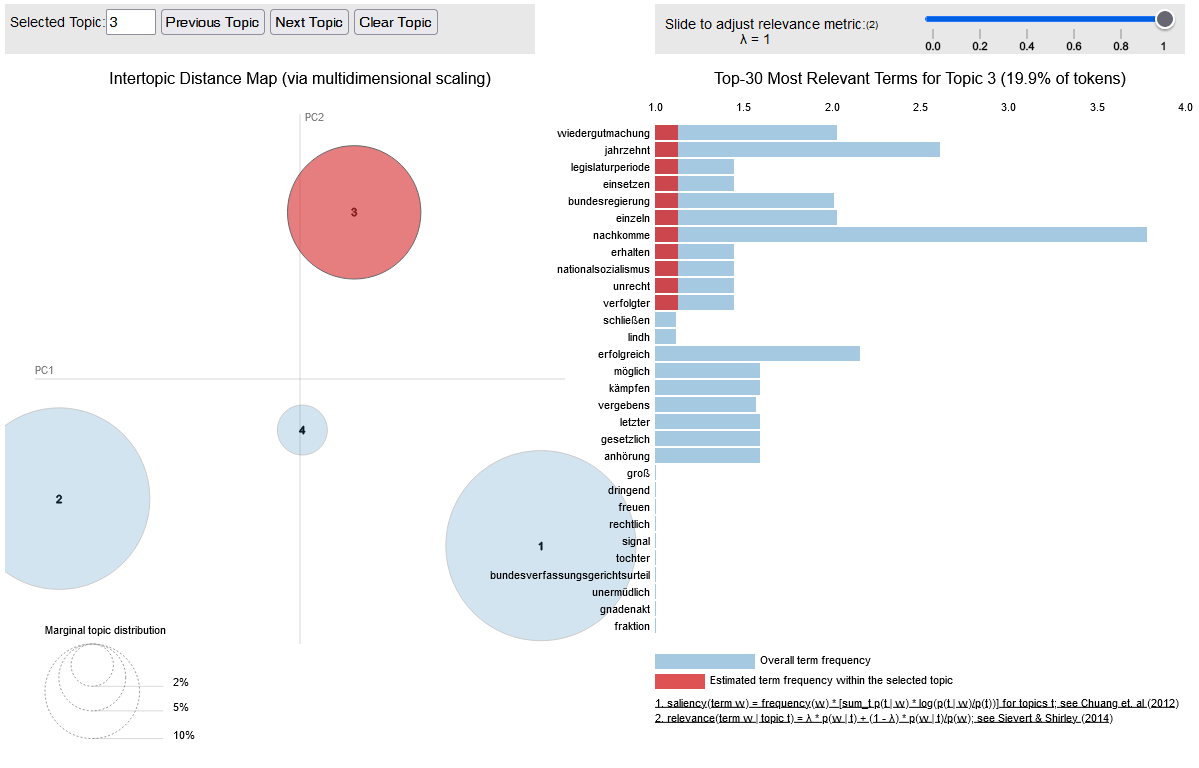 Selected Topic: 3 Previous Topic Next Topic Clear Topic
Slide to adjust relevance metric:(2)
λ = 1
0.0 0.2 0.4 0.6 0.8 1
Intertopic Distance Map (via multidimensional scaling)
PC2
PC1
3
4
2
1
Marginal topic distribution
2%
5%
10%
Top-30 Most Relevant Terms for Topic 3 (19.9% of tokens)
1.0 1.5 2.0 2.5 3.0 3.5 4.0
wiedergutmachung
jahrzehnt
legislaturperiode
einsetzen
bundesregierung
einzeln
nachkomme
erhalten
nationalsozialismus
unrecht
verfolgter
schließen
lindh
erfolgreich
möglich
kämpfen
vergebens
letzter
gesetzlich
anhörung
groß
dringend
freuen
rechtlich
signal
tochter
bundesverfassungsgerichtsurteil
unermüdlich
gnadenakt
fraktion
Overall term frequency
Estimated term frequency within the selected topic
1. saliency(term w) = frequency(w) * [sum_t p(t | w) * log(p(t | w)/p(t))] for topics t; see Chuang et. al (2012)
2. relevance(term w | topic t) = λ * p(w | t) + (1 - λ) * p(w | t)/p(w); see Sievert & Shirley (2014)